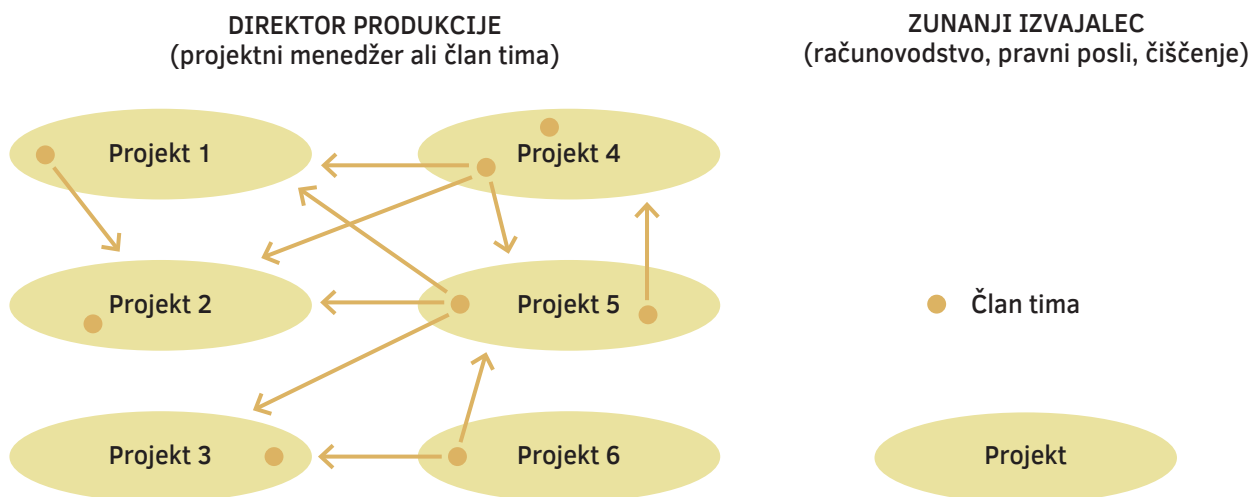 DIREKTOR PRODUKCIJE
(projektni menedžer ali član tima)
ZUNANJI IZVAJALEC
(računovodstvo, pravni posli, čiščenje)
Projekt 1
Projekt 4
Projekt 2
Projekt 5
Član tima
Projekt 3
Projekt 6
Projekt